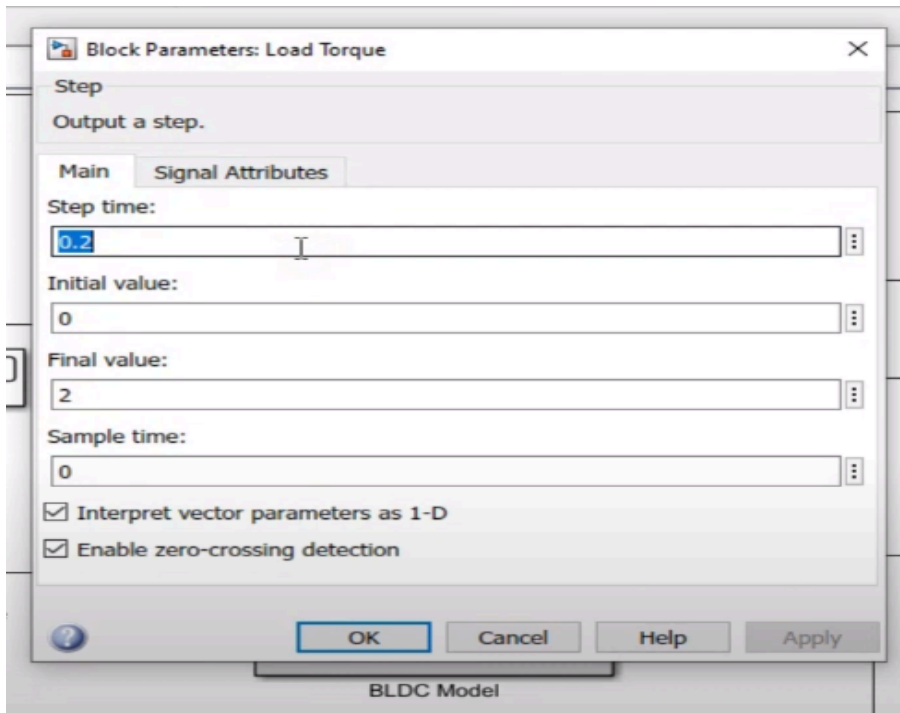 Block Parameters: Load Torque
Step
Output a step.
Main
Signal Attributes
Step time:
0.2
Initial value:
0
Final value:
2
Sample time:
0
Interpret vector parameters as 1-D
Enable zero-crossing detection
OK
Cancel
Help
Apply
BLDC Model